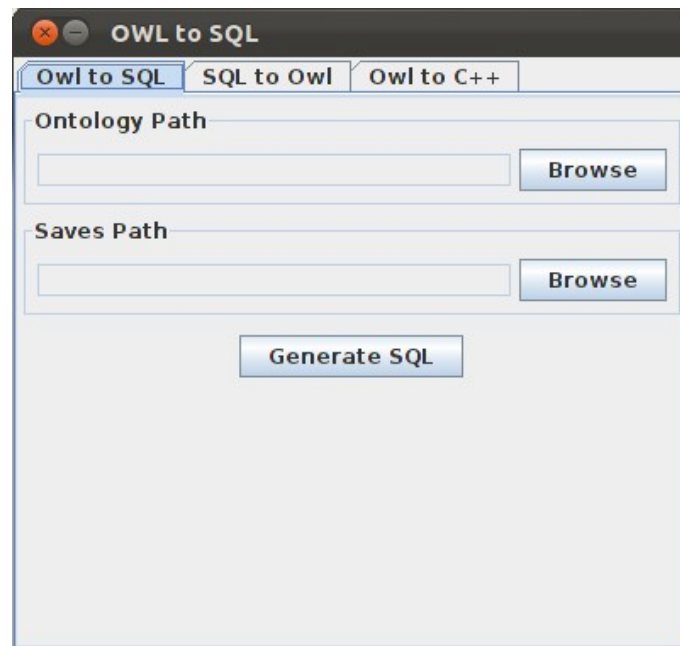 OWL to SQL
Owl to SQL SQL to Owl Owl to C++
Ontology Path
Browse
Saves Path
Browse
Generate SQL